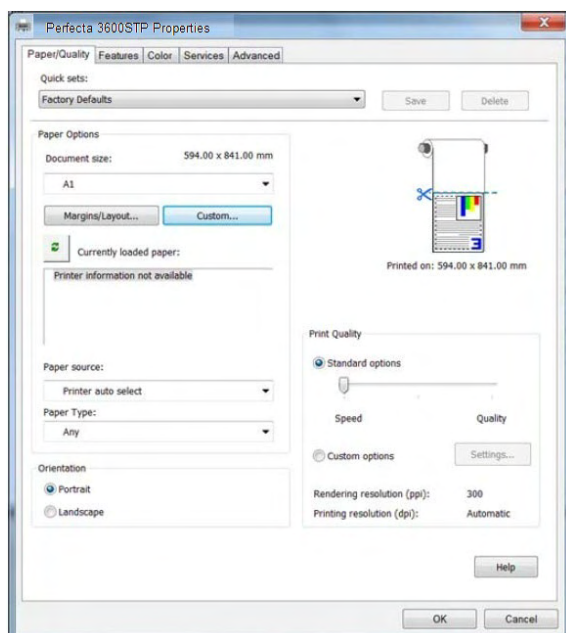 Perfecta 3600STP Properties
Paper/Quality Features Color Services Advanced
Quick sets:
Factory Defaults
Save
Delete
Paper Options
Document size: 594.00 x 841.00 mm
A1
Margins/Layout... Custom...
Currently loaded paper:
Printer information not available
Paper source:
Printer auto select
Paper Type:
Any
Orientation
Portrait
Landscape
3
Printed on: 594.00 x 841.00 mm
Print Quality
Standard options
Speed Quality
Custom options Settings...
Rendering resolution (ppi): 300
Printing resolution (dpi): Automatic
Help
OK Cancel